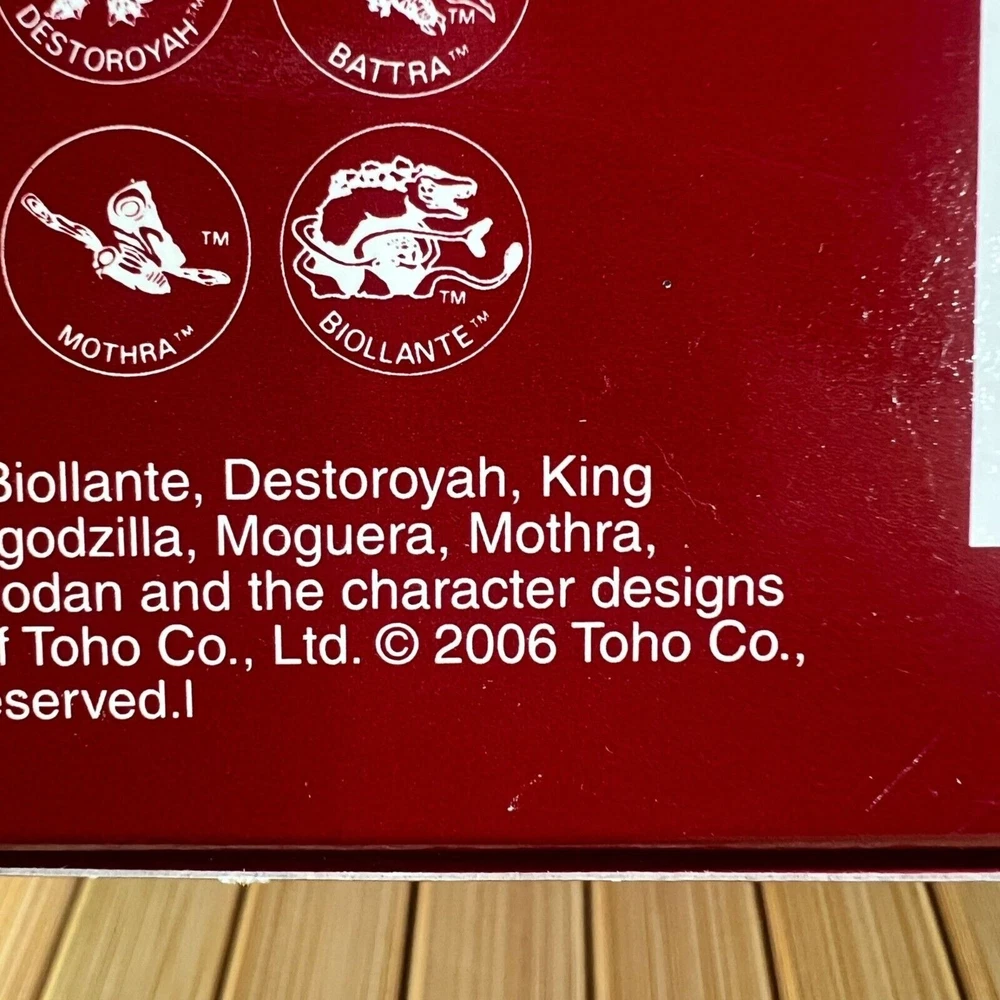 DESTOROYAH™
TM
BATTRA™
TM
MOTHRA™
TM
BIOLLANTE™
Biollante, Destoroyah, King
godzilla, Moguera, Mothra,
odan and the character designs
f Toho Co., Ltd. © 2006 Toho Co.,
eserved.l